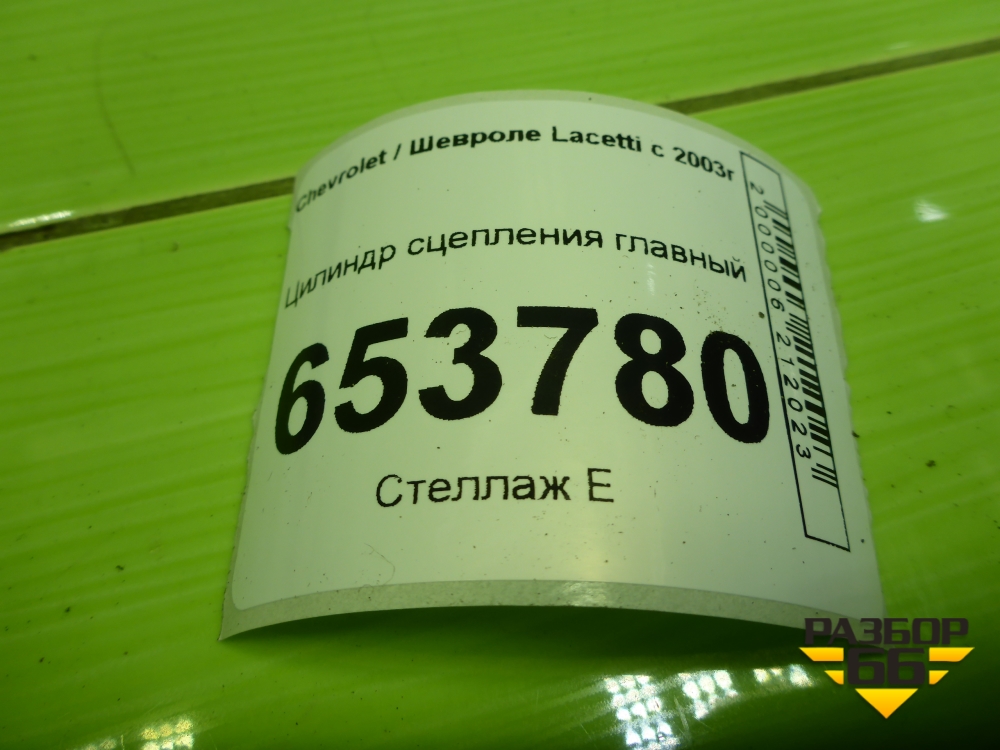 Chevrolet / Шевроле Lacetti с 2003г
Цилиндр сцепления главный
653780
Стеллаж Е
2000006212023
РАЗБОР
66